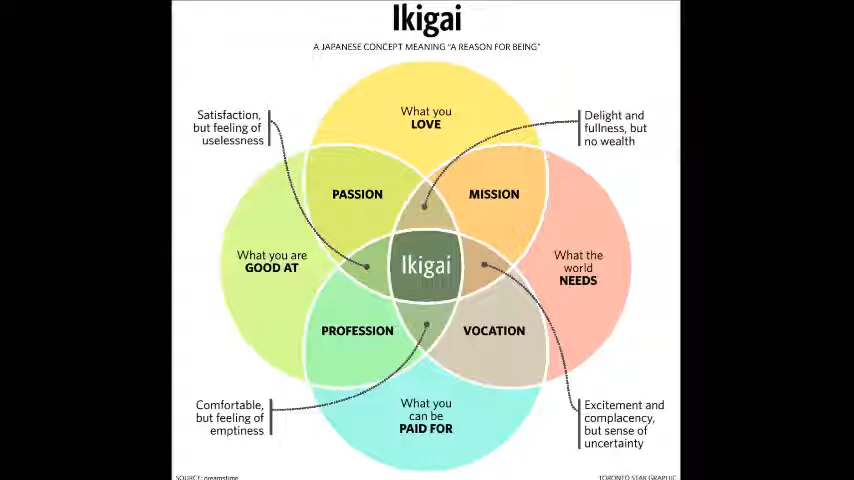 Ikigai
A JAPANESE CONCEPT MEANING "A REASON FOR BEING"
Satisfaction,
but feeling of
uselessness
What you
LOVE
Delight and
fullness, but
no wealth
PASSION
MISSION
What you are
GOOD AT
Ikigai
What the
world
NEEDS
PROFESSION
VOCATION
Comfortable,
but feeling of
emptiness
What you
can be
PAID FOR
Excitement and
complacency,
but sense of
uncertainty
SOURCE: dreamstime
TORONTO STAR GRAPHIC